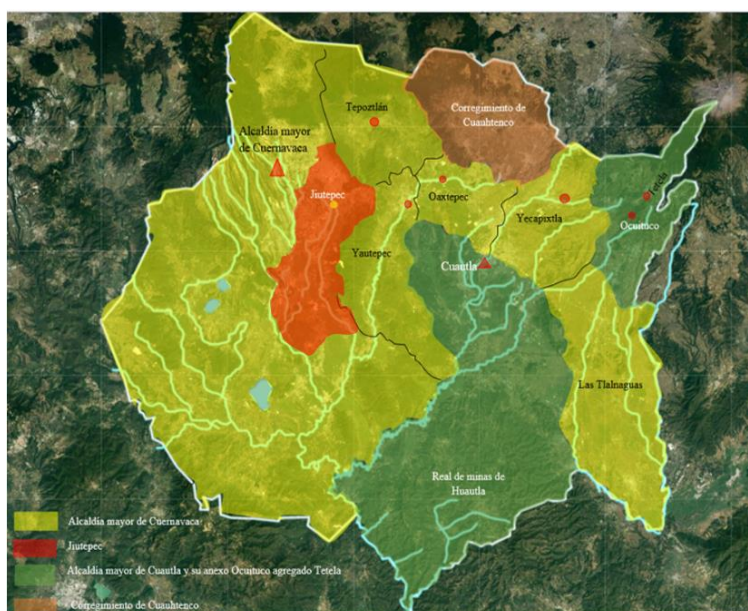 Tepoztlán
Corregimiento de
Cuauhtenco
Alcaldía mayor
de Cuernavaca
Jiutepec
Oaxtepec
Yecapixtla
Tetela
Ocuituco
Yautepec
Cuautla
Las Tlalnaguas
Real de minas de
Huautla
Alcaldía mayor de Cuernavaca
Jiutepec
Alcaldía mayor de Cuautla y su anexo Ocuituco agregado Tetela
Corregimiento de Cuauhtenco